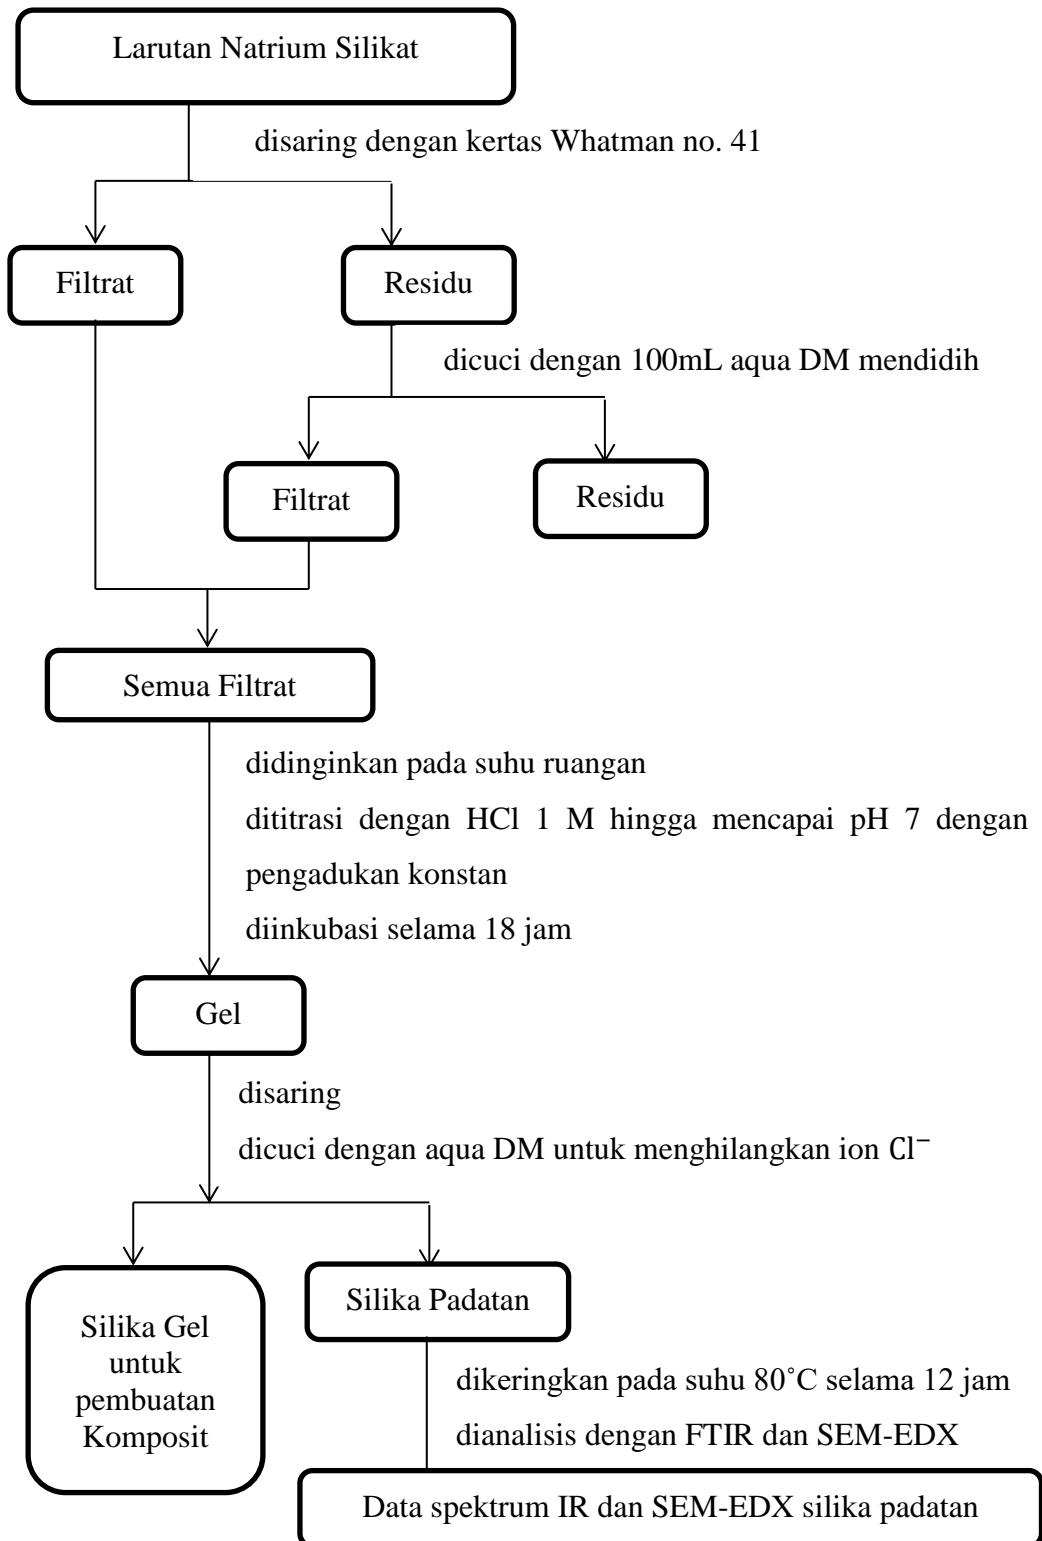 Larutan Natrium Silikat
disaring dengan kertas Whatman no. 41
Filtrat
Residu
dicuci dengan 100mL aqua DM mendidih
Filtrat
Residu
Semua Filtrat
didinginkan pada suhu ruangan
dititrasi dengan HCl 1 M hingga mencapai pH 7 dengan
pengadukan konstan
diinkubasi selama 18 jam
Gel
disaring
dicuci dengan aqua DM untuk menghilangkan ion Cl⁻
Silika Gel
untuk
pembuatan
Komposit
Silika Padatan
dikeringkan pada suhu 80˚C selama 12 jam
dianalisis dengan FTIR dan SEM-EDX
Data spektrum IR dan SEM-EDX silika padatan